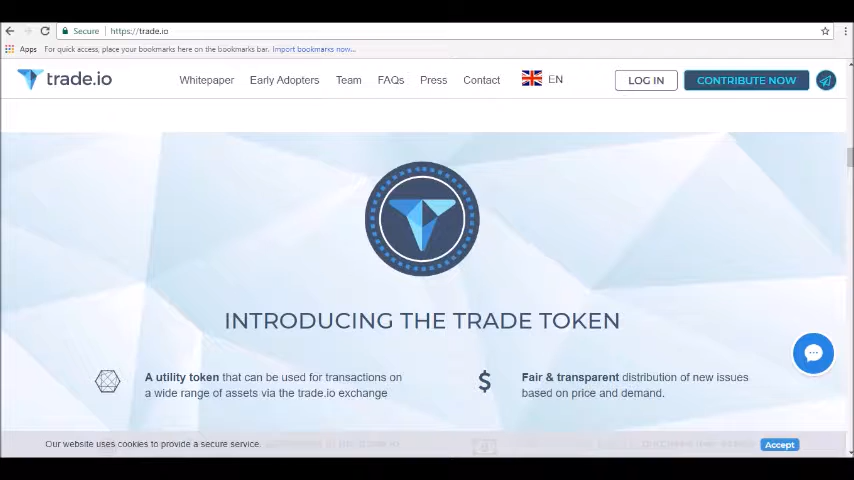 Secure https://trade.io
Apps For quick access, place your bookmarks here on the bookmarks bar. Import bookmarks now...
trade.io Whitepaper Early Adopters Team FAQs Press Contact EN LOG IN CONTRIBUTE NOW
INTRODUCING THE TRADE TOKEN
A utility token that can be used for transactions on
a wide range of assets via the trade.io exchange
$ Fair & transparent distribution of new issues
based on price and demand.
Our website uses cookies to provide a secure service. Accept